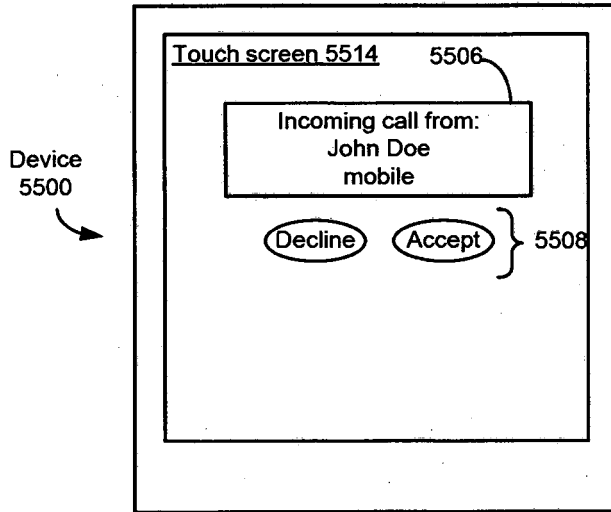 Touch screen 5514
5506
Incoming call from:
John Doe
mobile
Device
5500
Decline
Accept
5508